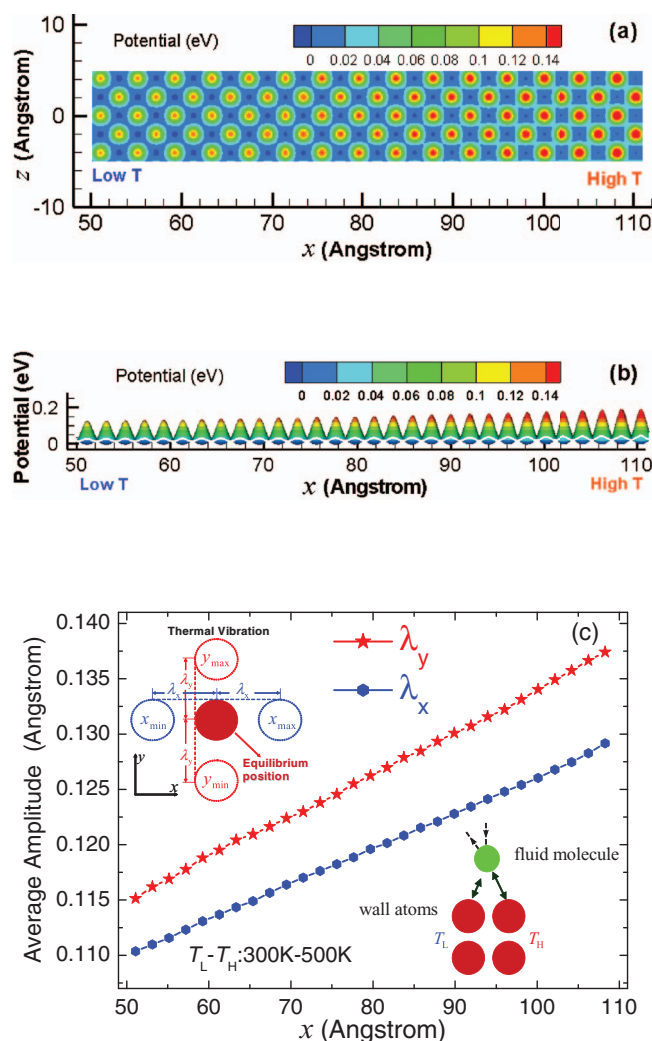 Potential (eV)
0 0.02 0.04 0.06 0.08 0.1 0.12 0.14
(a)
z (Angstrom)
10
0
-10
Low T
High T
50 60 70 80 90 100 110
x (Angstrom)
Potential (eV)
0 0.02 0.04 0.06 0.08 0.1 0.12 0.14
(b)
Potential (eV)
0.2
0
50 60 70 80 90 100 110
Low T
x (Angstrom)
High T
Average Amplitude (Angstrom)
0.140
0.135
0.130
0.125
0.120
0.115
0.110
Thermal Vibration
(c)
λy
λx
ymax
λy
λx λx
xmin
xmax
λy
Equilibrium
position
ymin
y
x
fluid molecule
wall atoms
TL
TH
TL-TH:300K-500K
50 60 70 80 90 100 110
x (Angstrom)